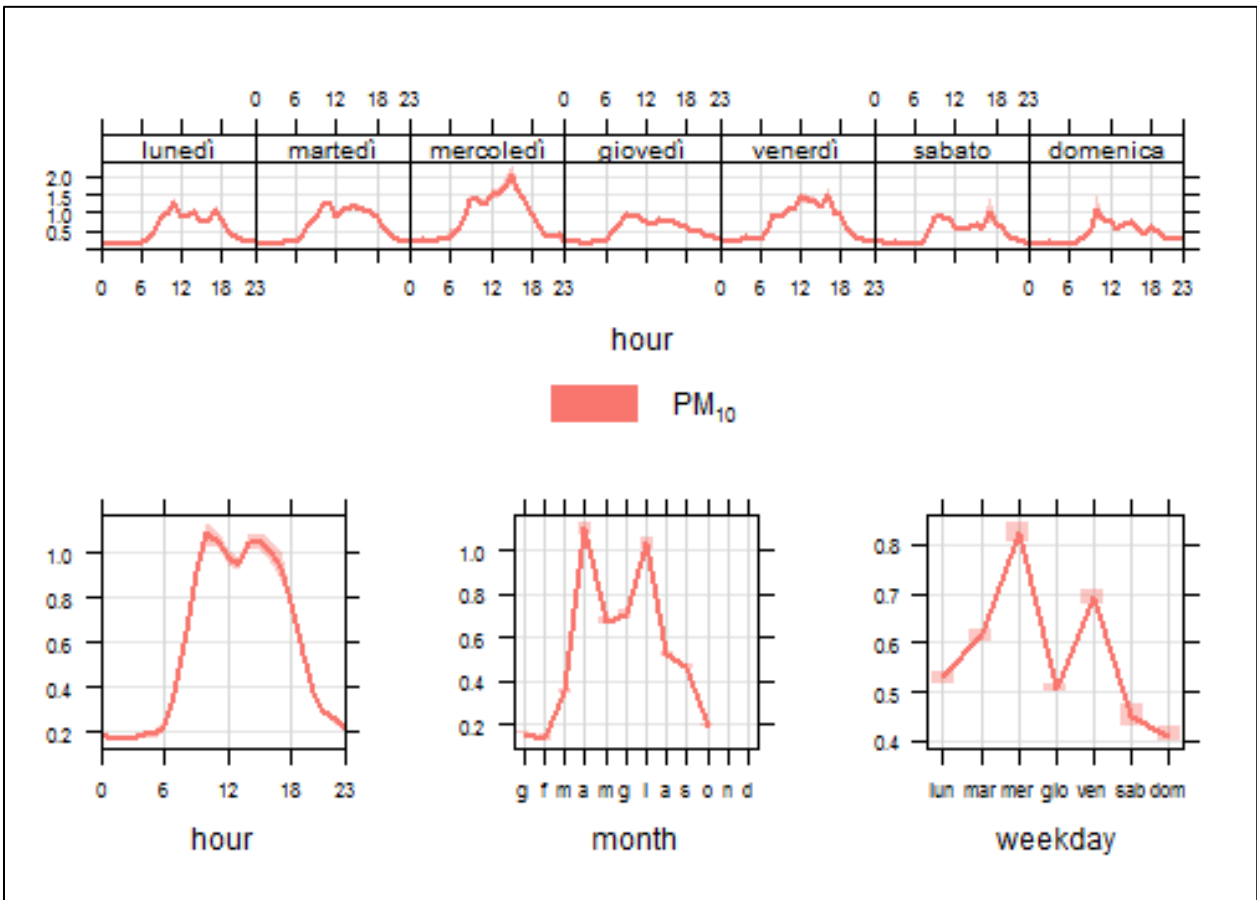 0 6 12 18 23 0 6 12 18 23 0 6 12 18 23
lunedì martedì mercoledì giovedì venerdì sabato domenica
2.0
1.5
1.0
0.5
0 6 12 18 23 0 6 12 18 23 0 6 12 18 23 0 6 12 18 23
hour
PM10
1.0
0.8
0.6
0.4
0.2
0 6 12 18 23
hour
1.0
0.8
0.6
0.4
0.2
g f m a m g l a s o n d
month
0.8
0.7
0.6
0.5
0.4
lun mar mer gio ven sab dom
weekday